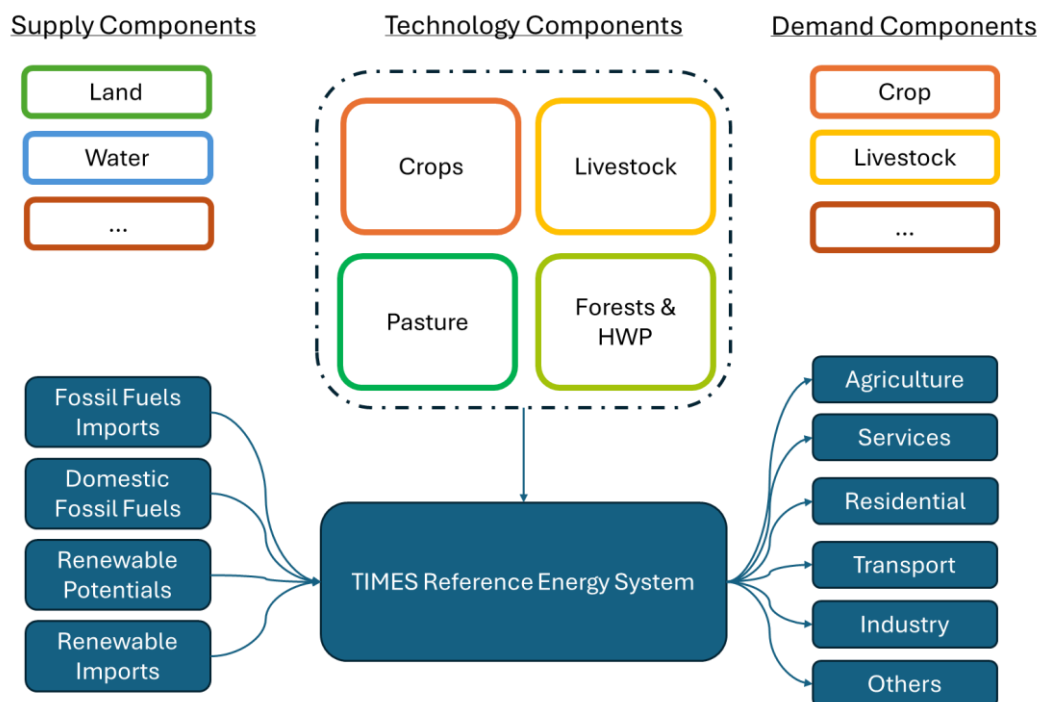 Supply Components
Technology Components
Demand Components
Land
Water
...
Crops
Livestock
Pasture
Forests &
HWP
Crop
Livestock
...
Fossil Fuels
Imports
Domestic
Fossil Fuels
Renewable
Potentials
Renewable
Imports
TIMES Reference Energy System
Agriculture
Services
Residential
Transport
Industry
Others